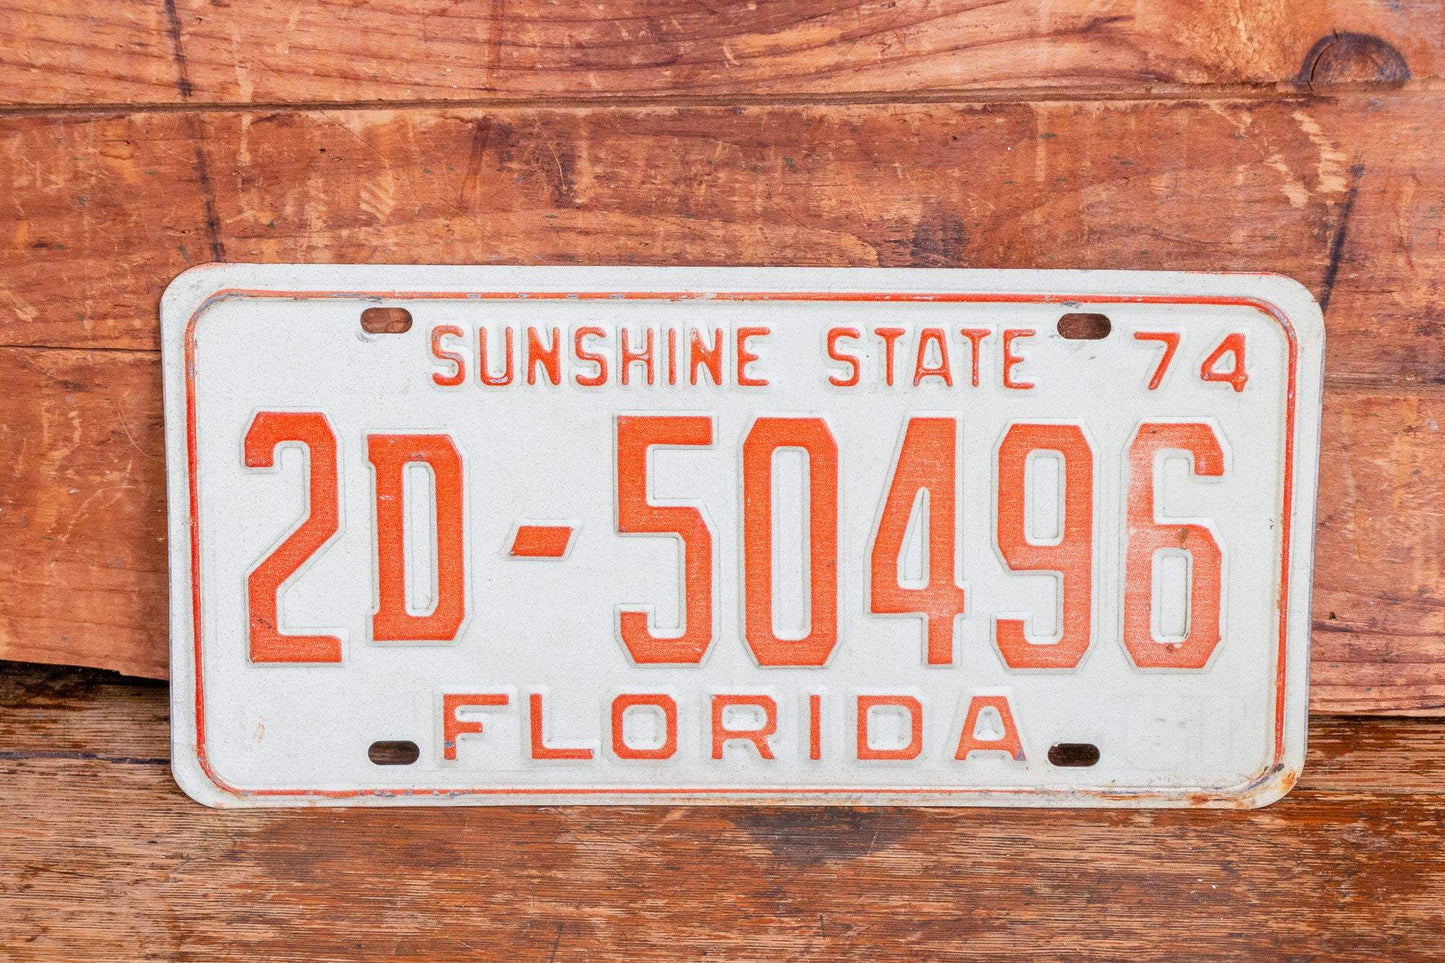 SUNSHINE STATE 74
2D-50496
FLORIDA